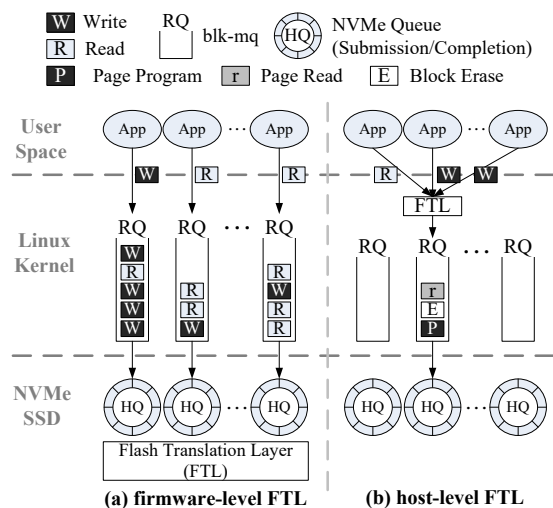 W Write
R Read
RQ blk-mq
HQ NVMe Queue
(Submission/Completion)
P Page Program
r Page Read
E Block Erase
User
Space
App App ... App
App App ... App
W R R
R W W
FTL
Linux
Kernel
RQ RQ ... RQ
RQ RQ ... RQ
W
R R
W R W
W R R
W W R
r
E
P
NVMe
SSD
HQ HQ ... HQ
HQ HQ ... HQ
Flash Translation Layer
(FTL)
(a) firmware-level FTL
(b) host-level FTL